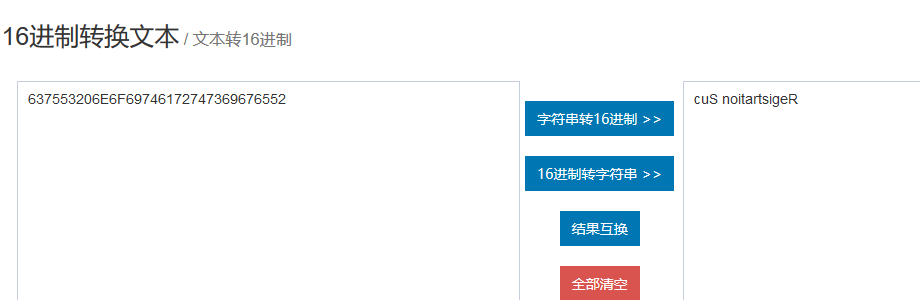 16进制转换文本 / 文本转16进制
637553206E6F69746172747369676552
cuS noitartsigeR
字符串转16进制 >>
16进制转字符串 >>
结果互换
全部清空